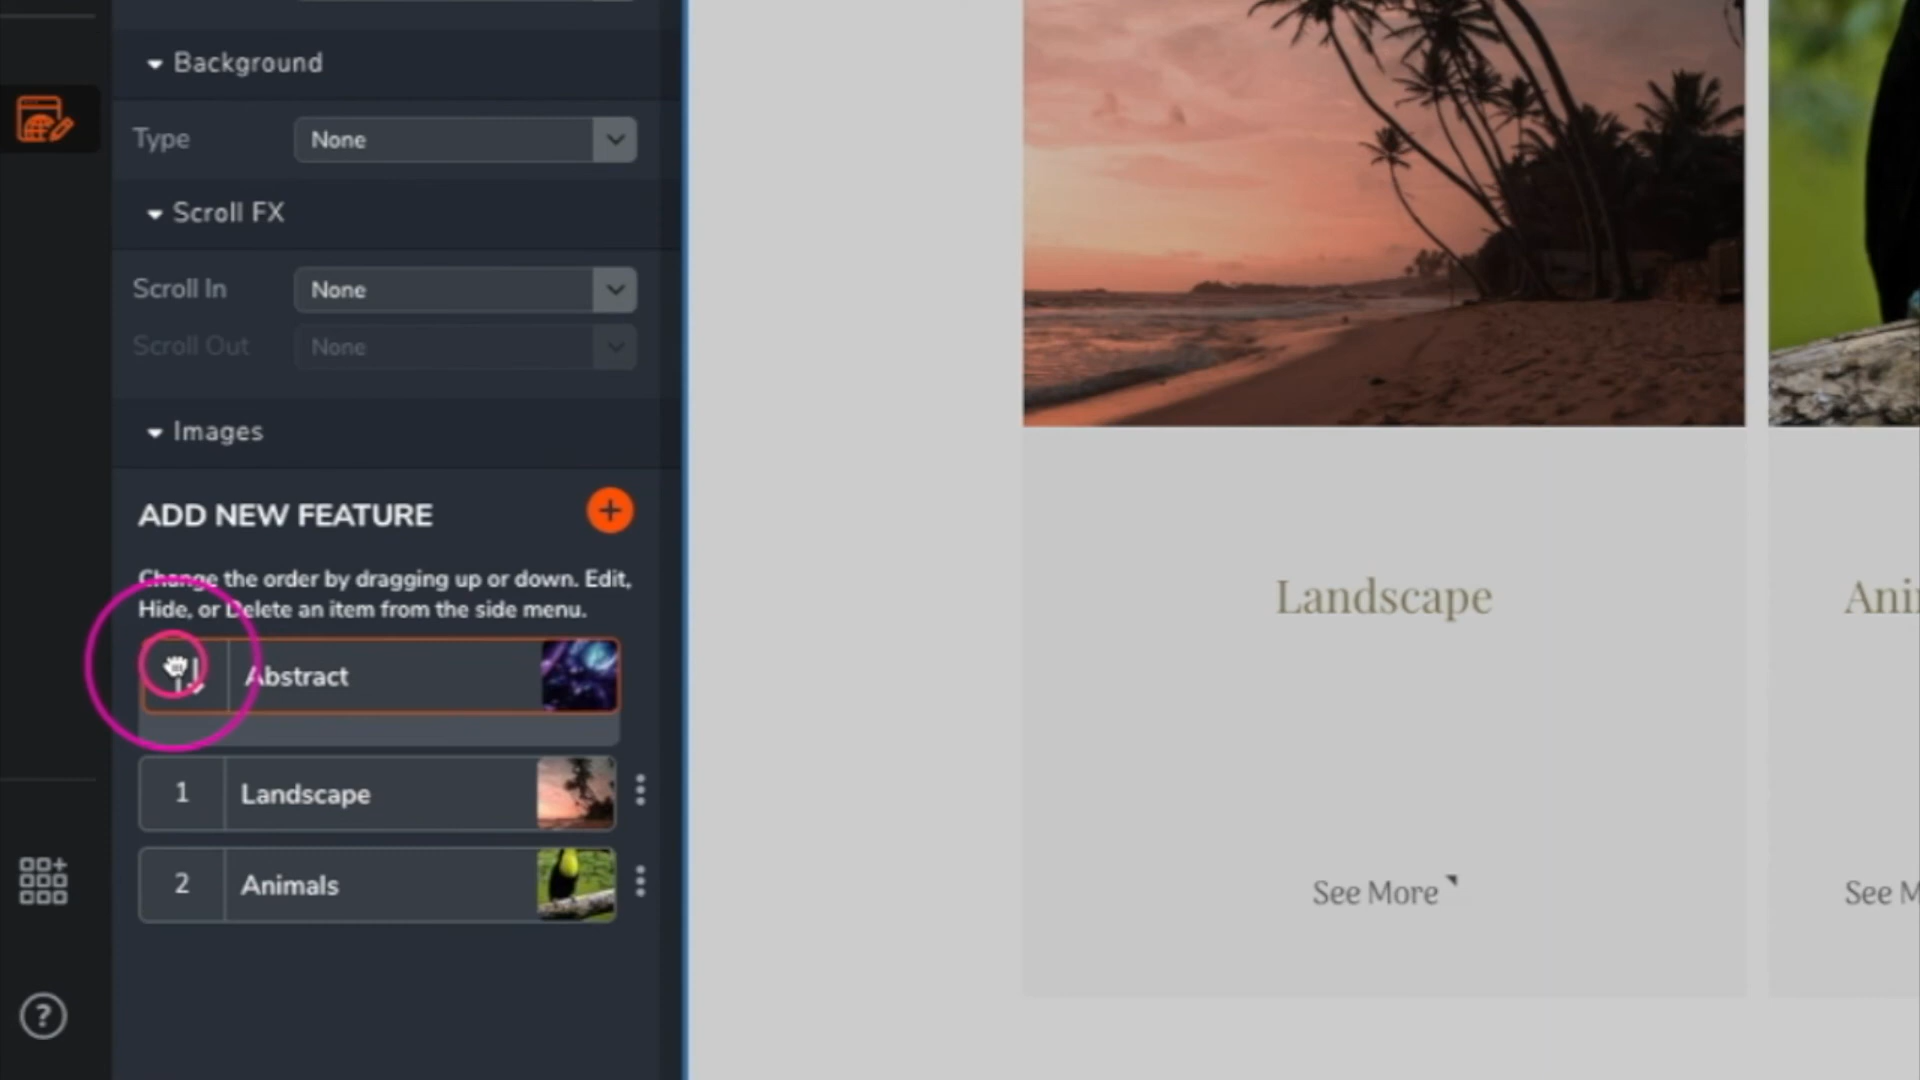 Background
Type None
Scroll FX
Scroll In None
Scroll Out None
Images
ADD NEW FEATURE
Change the order by dragging up or down. Edit,
Hide, or Delete an item from the side menu.
Abstract
1 Landscape
2 Animals
?
Landscape
Ani
See More
See M